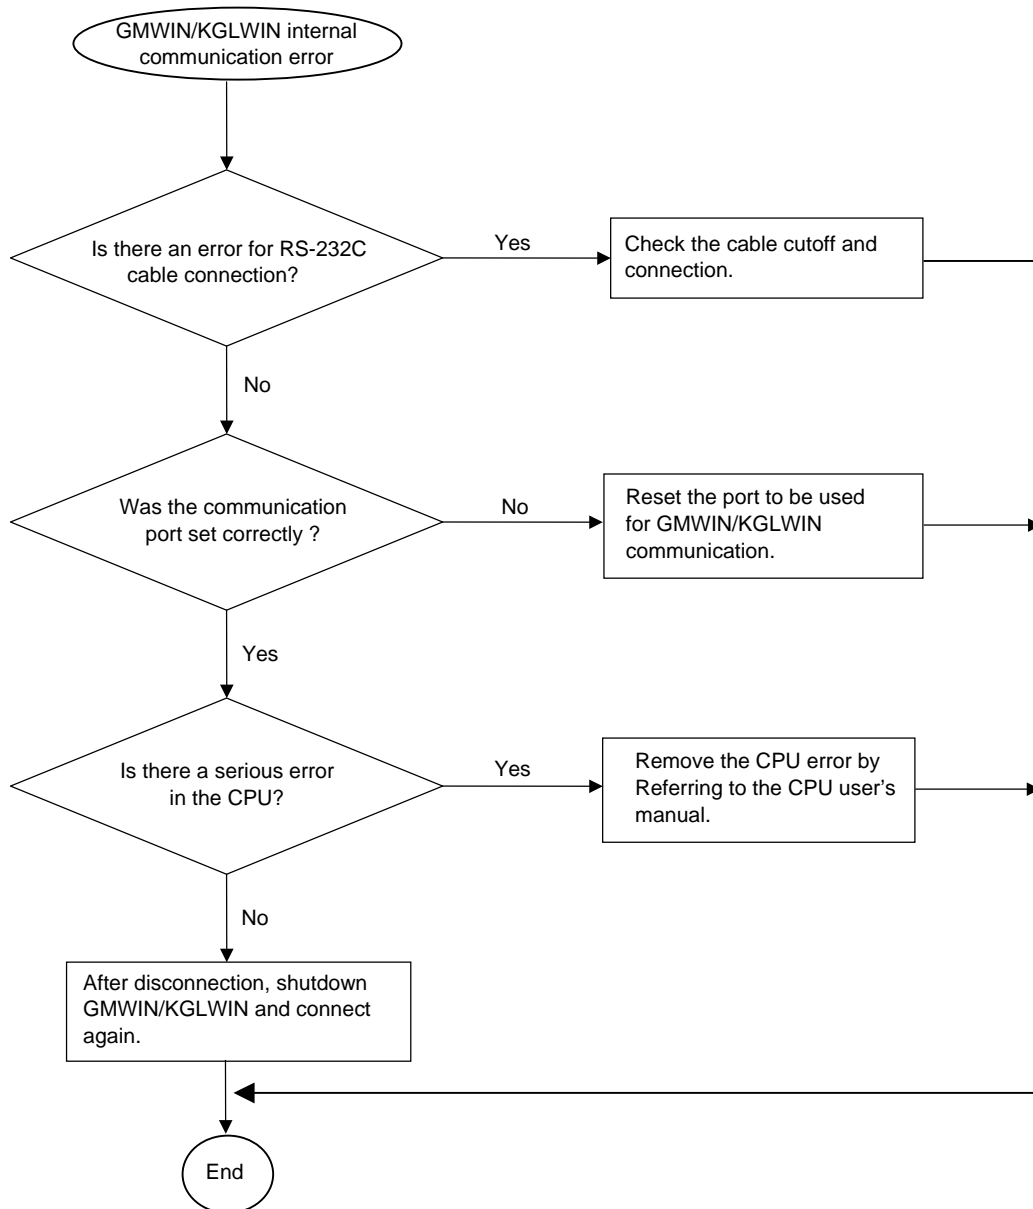 GMWIN/KGLWIN internal
communication error
Is there an error for RS-232C
cable connection?
Yes
Check the cable cutoff and
connection.
No
Was the communication
port set correctly ?
No
Reset the port to be used
for GMWIN/KGLWIN
communication.
Yes
Is there a serious error
in the CPU?
Yes
Remove the CPU error by
Referring to the CPU user’s
manual.
No
After disconnection, shutdown
GMWIN/KGLWIN and connect
again.
End